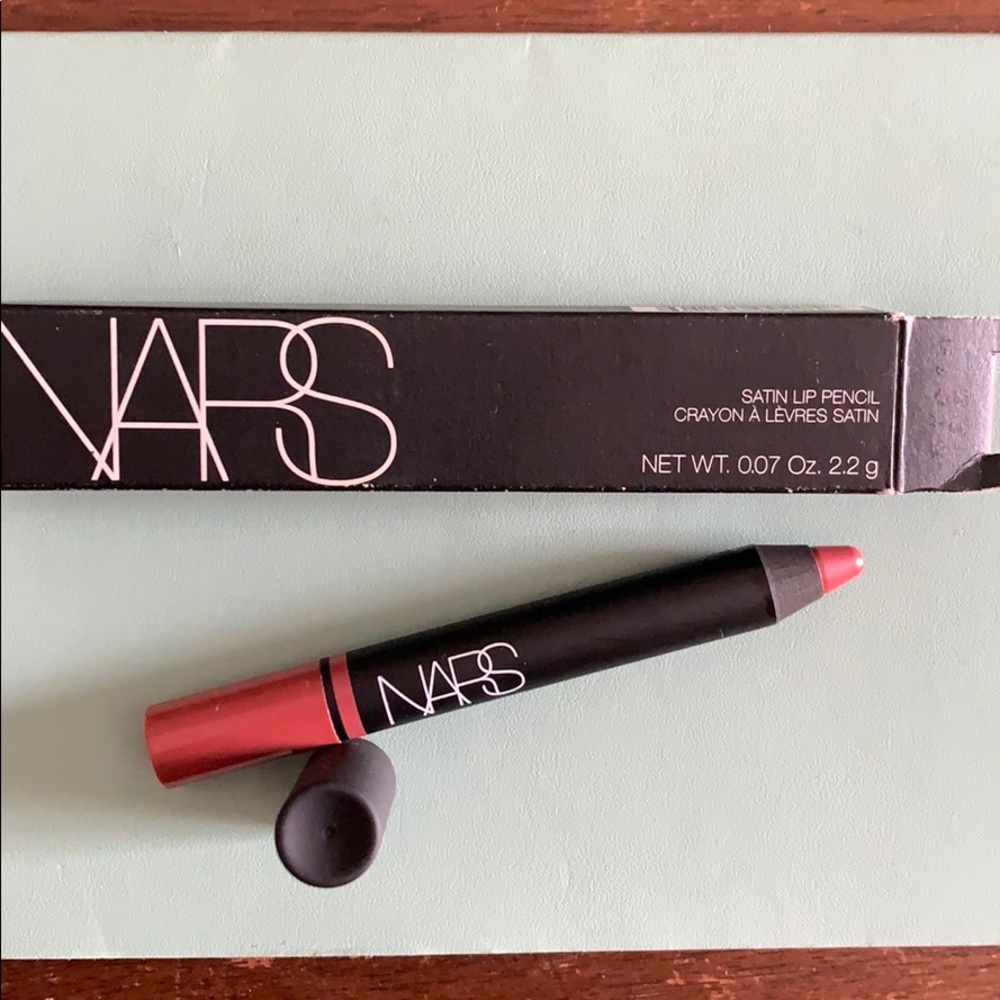 NARS
SATIN LIP PENCIL
CRAYON À LÈVRES SATIN
NET WT. 0.07 Oz. 2.2 g
NARS